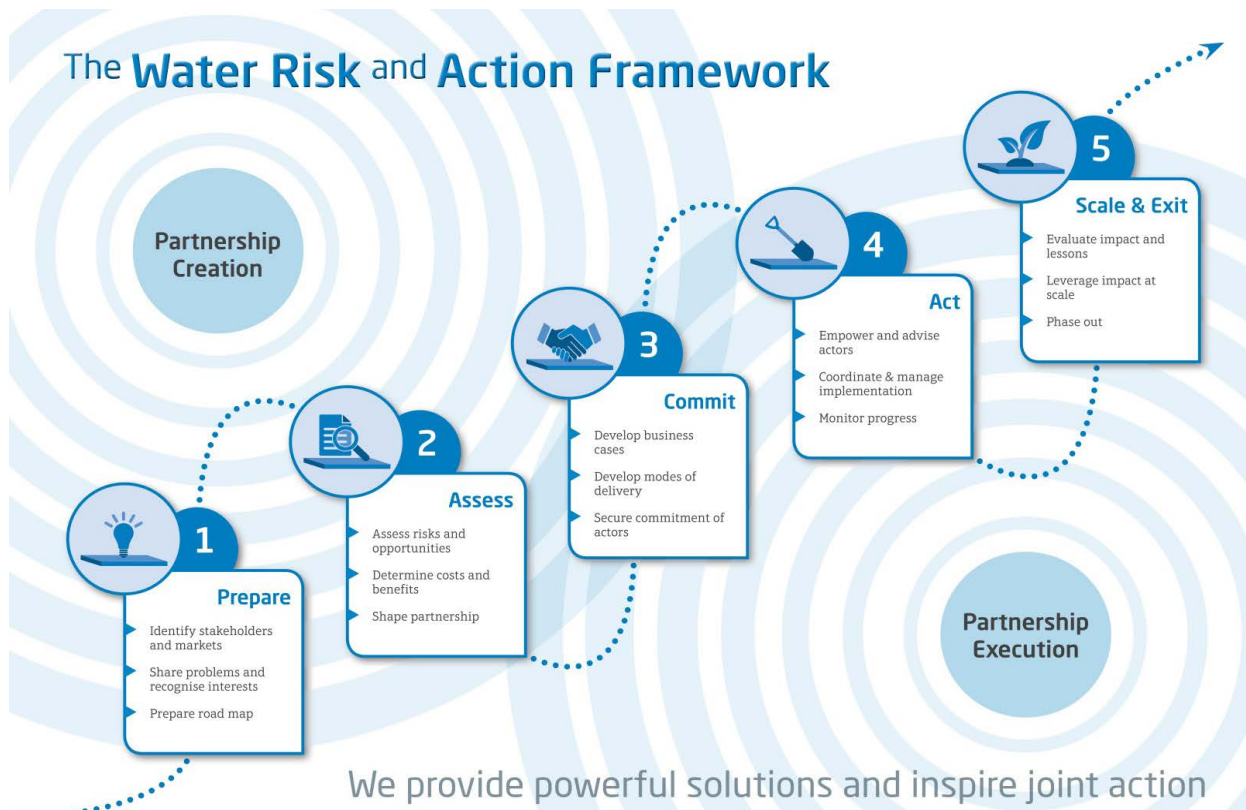 The Water Risk and Action Framework
Partnership
Creation
1
Prepare
Identify stakeholders
and markets
Share problems and
recognise interests
Prepare road map
2
Assess
Assess risks and
opportunities
Determine costs and
benefits
Shape partnership
3
Commit
Develop business
cases
Develop modes of
delivery
Secure commitment of
actors
4
Act
Empower and advise
actors
Coordinate & manage
implementation
Monitor progress
5
Scale & Exit
Evaluate impact and
lessons
Leverage impact at
scale
Phase out
Partnership
Execution
We provide powerful solutions and inspire joint action